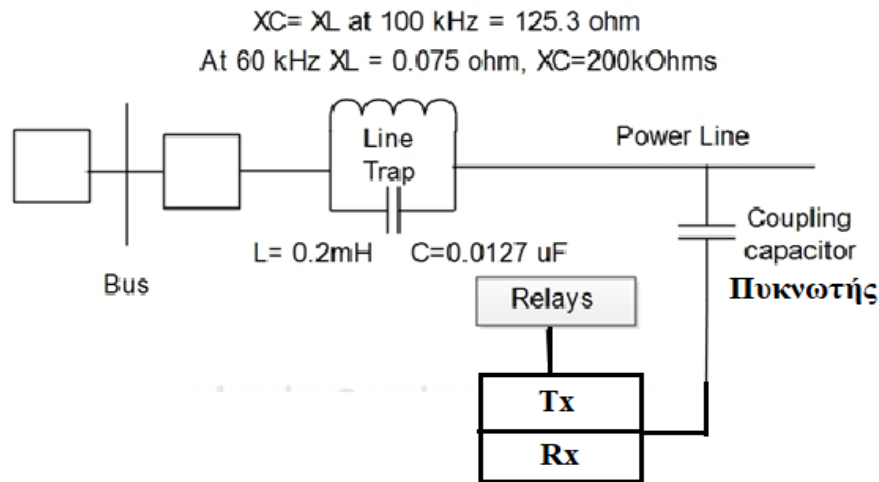 XC= XL at 100 kHz = 125.3 ohm
At 60 kHz XL = 0.075 ohm, XC=200kOhms
Line
Trap
Power Line
L= 0.2mH C=0.0127 uF
Coupling
capacitor
Πυκνωτής
Bus
Relays
Tx
Rx